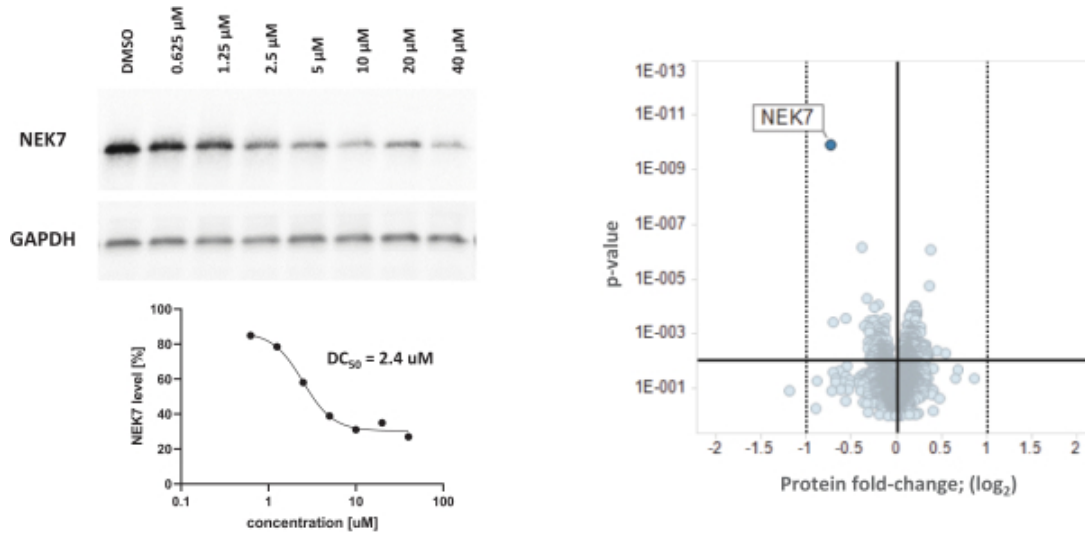 DMSO
0.625 µM
1.25 µM
2.5 µM
5 µM
10 µM
20 µM
40 µM
NEK7
GAPDH
100
80
60
40
20
0
0.1
1
10
100
NEK7 level [%]
concentration [uM]
DC50 = 2.4 uM
1E-013
1E-011
1E-009
1E-007
1E-005
1E-003
1E-001
p-value
NEK7
-2
-1.5
-1
-0.5
0
0.5
1
1.5
2
Protein fold-change; (log2)